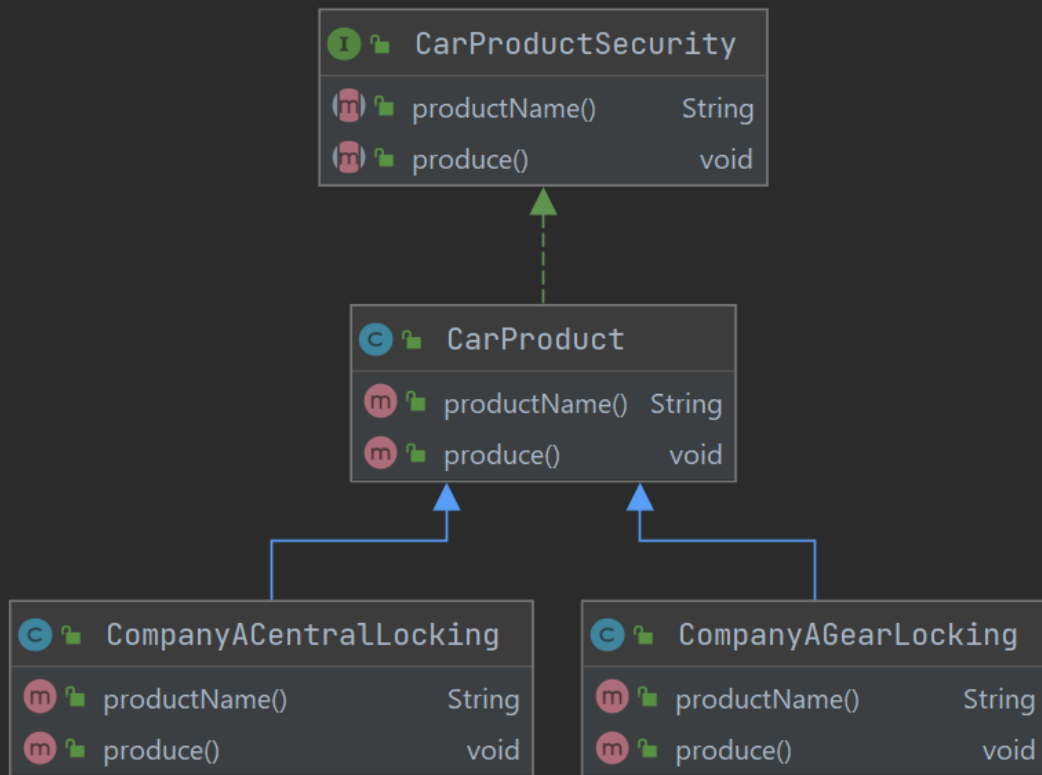 I CarProductSecurity
m productName() String
m produce() void
C CarProduct
m productName() String
m produce() void
C CompanyACentralLocking
m productName() String
m produce() void
C CompanyAGearLocking
m productName() String
m produce() void